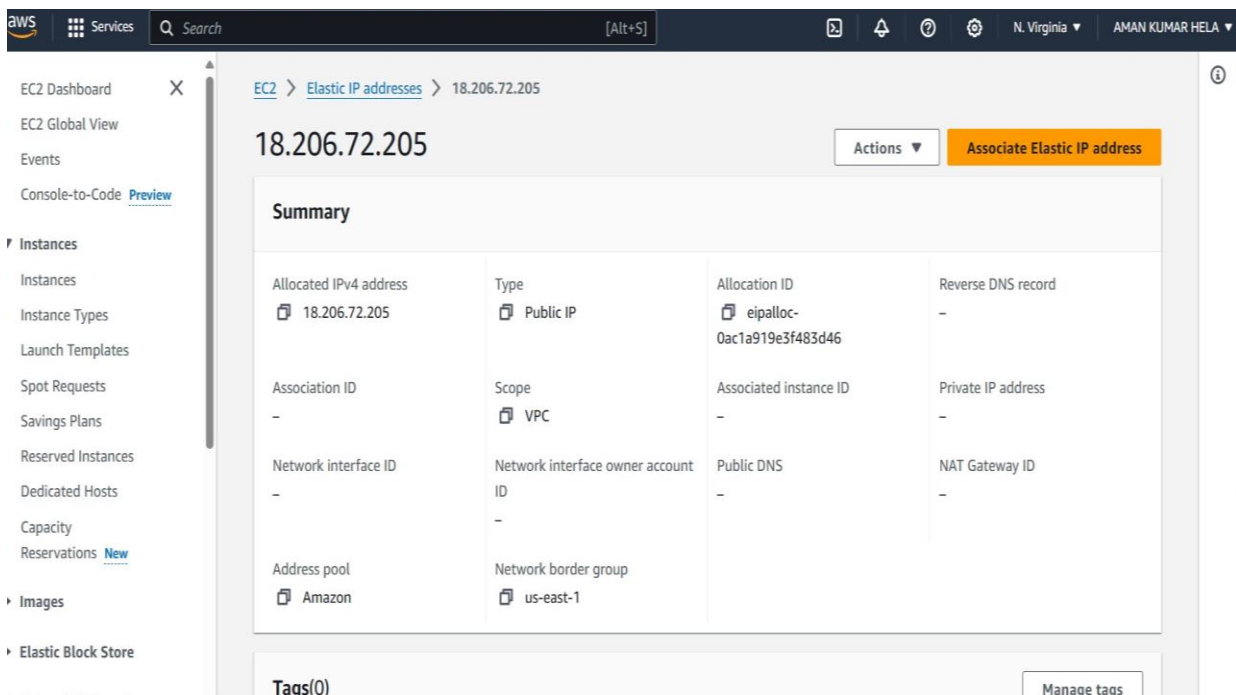 aws
Services
Search
[Alt+S]
N. Virginia ▼
AMAN KUMAR HELA ▼
EC2 Dashboard
EC2 Global View
Events
Console-to-Code Preview
Instances
Instances
Instance Types
Launch Templates
Spot Requests
Savings Plans
Reserved Instances
Dedicated Hosts
Capacity
Reservations New
Images
Elastic Block Store
EC2 > Elastic IP addresses > 18.206.72.205
18.206.72.205
Actions ▼
Associate Elastic IP address
Summary
Allocated IPv4 address
18.206.72.205
Type
Public IP
Allocation ID
eipalloc-
0ac1a919e3f483d46
Reverse DNS record
–
Association ID
–
Scope
VPC
Associated instance ID
–
Private IP address
–
Network interface ID
–
Network interface owner account
ID
–
Public DNS
–
NAT Gateway ID
–
Address pool
Amazon
Network border group
us-east-1
Tags(0)
Manage tags